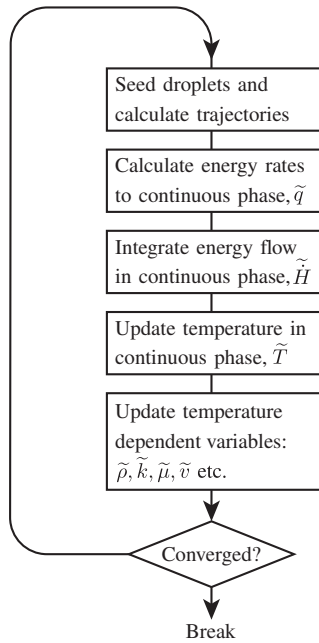 Seed droplets and
calculate trajectories
Calculate energy rates
to continuous phase, q̃
Integrate energy flow
in continuous phase, Ḣ̃
Update temperature in
continuous phase, T̃
Update temperature
dependent variables:
ρ̃, k̃, μ̃, ṽ etc.
Converged?
Break